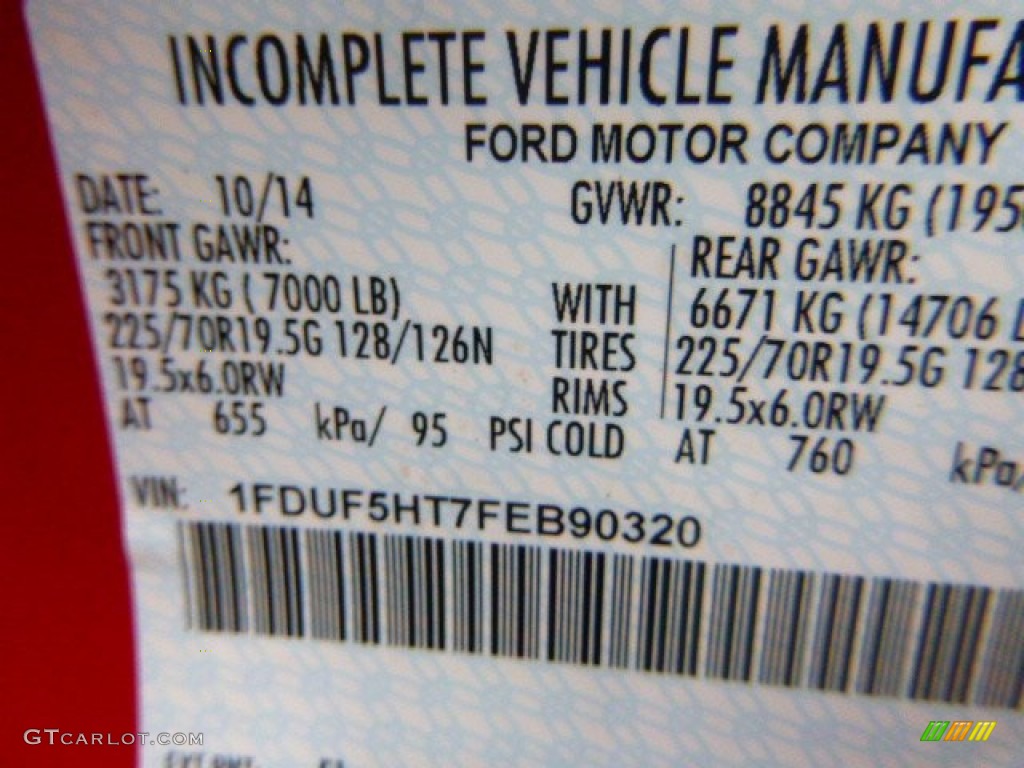 INCOMPLETE VEHICLE MANUFA
FORD MOTOR COMPANY
DATE: 10/14 GVWR: 8845 KG (195
FRONT GAWR: REAR GAWR:
3175 KG ( 7000 LB) WITH 6671 KG (14706 L
225/70R19.5G 128/126N TIRES 225/70R19.5G 128
19.5x6.0RW RIMS 19.5x6.0RW
AT 655 kPa/ 95 PSI COLD AT 760 kPa/
VIN: 1FDUF5HT7FEB90320
GTCARLOT.COM